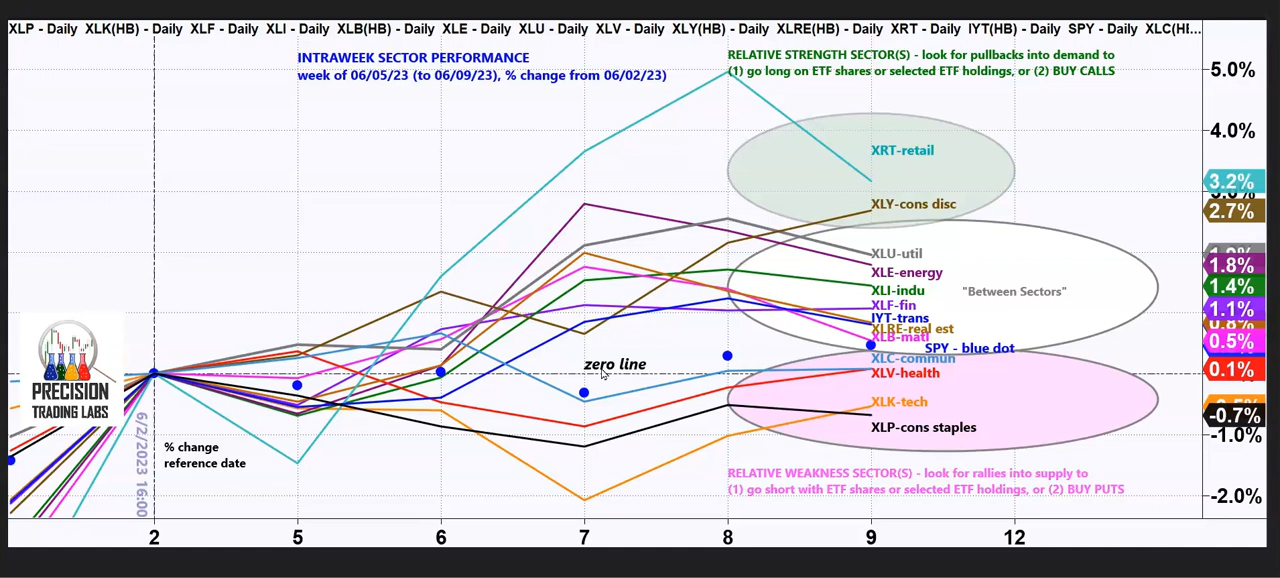 XLP - Daily XLK(HB) - Daily XLF - Daily XLI - Daily XLB(HB) - Daily XLE - Daily XLU - Daily XLV - Daily XLY(HB) - Daily XLRE(HB) - Daily XRT - Daily IYT(HB) - Daily SPY - Daily XLC(HI...
INTRAWEEK SECTOR PERFORMANCE
week of 06/05/23 (to 06/09/23), % change from 06/02/23)
RELATIVE STRENGTH SECTOR(S) - look for pullbacks into demand to
(1) go long on ETF shares or selected ETF holdings, or (2) BUY CALLS
5.0%
4.0%
XRT-retail
3.2%
XLY-cons disc
2.7%
XLU-util
XLE-energy
1.8%
XLI-indu
"Between Sectors"
1.4%
XLF-fin
1.1%
IYT-trans
XLRE-real est
XLB-matl
0.5%
SPY - blue dot
XLC-commun
zero line
XLV-health
0.1%
XLK-tech
-0.7%
XLP-cons staples
-1.0%
PRECISION
TRADING LABS
6/2/2023 16:00
% change
reference date
RELATIVE WEAKNESS SECTOR(S) - look for rallies into supply to
(1) go short with ETF shares or selected ETF holdings, or (2) BUY PUTS
-2.0%
2 5 6 7 8 9 12